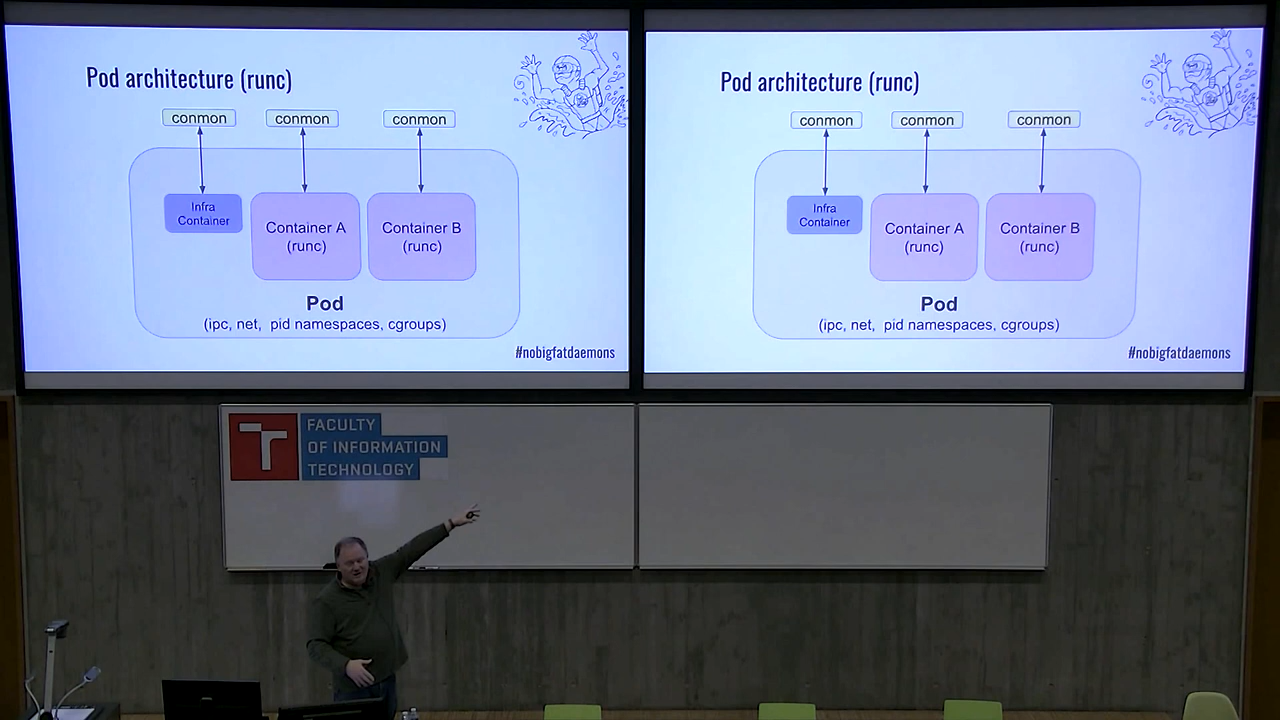 Pod architecture (runc)
conmon
conmon
conmon
Infra
Container
Container A
(runc)
Container B
(runc)
Pod
(ipc, net, pid namespaces, cgroups)
#nobigfatdaemons
Pod architecture (runc)
conmon
conmon
conmon
Infra
Container
Container A
(runc)
Container B
(runc)
Pod
(ipc, net, pid namespaces, cgroups)
#nobigfatdaemons
T
FACULTY
OF INFORMATION
TECHNOLOGY